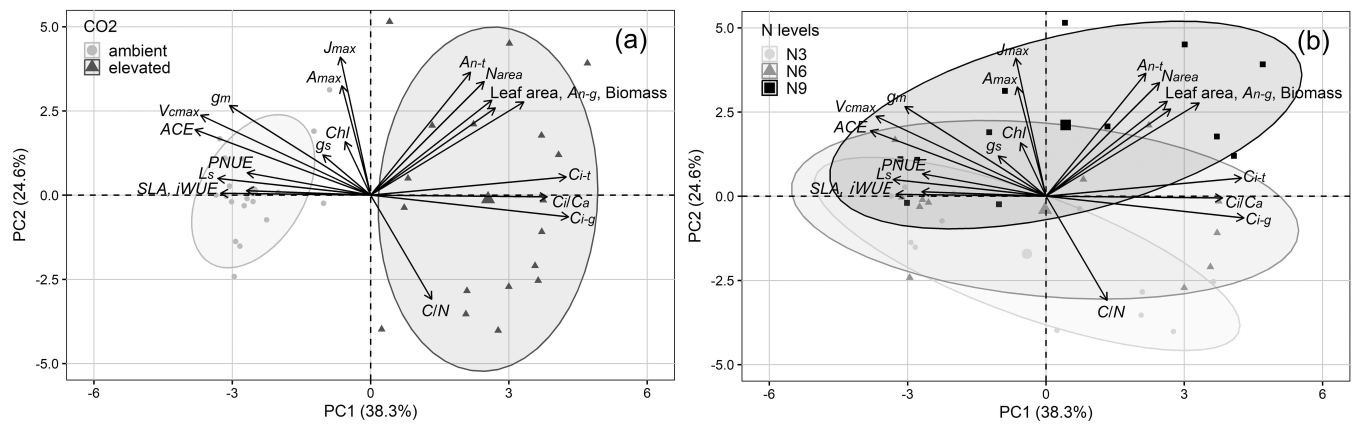 CO2
ambient
elevated
(a)
5.0
2.5
0.0
-2.5
-5.0
PC2 (24.6%)
-6
-3
0
3
6
PC1 (38.3%)
Jmax
Amax
gm
Vcmax
ACE
Chl
gs
PNUE
Ls
SLA, iWUE
An-t
Narea
Leaf area, An-g, Biomass
Ci-t
Ci/Ca
Ci-g
C/N
N levels
N3
N6
N9
(b)
5.0
2.5
0.0
-2.5
-5.0
PC2 (24.6%)
-6
-3
0
3
6
PC1 (38.3%)
Jmax
Amax
gm
Vcmax
ACE
Chl
gs
PNUE
Ls
SLA, iWUE
An-t
Narea
Leaf area, An-g, Biomass
Ci-t
Ci/Ca
Ci-g
C/N